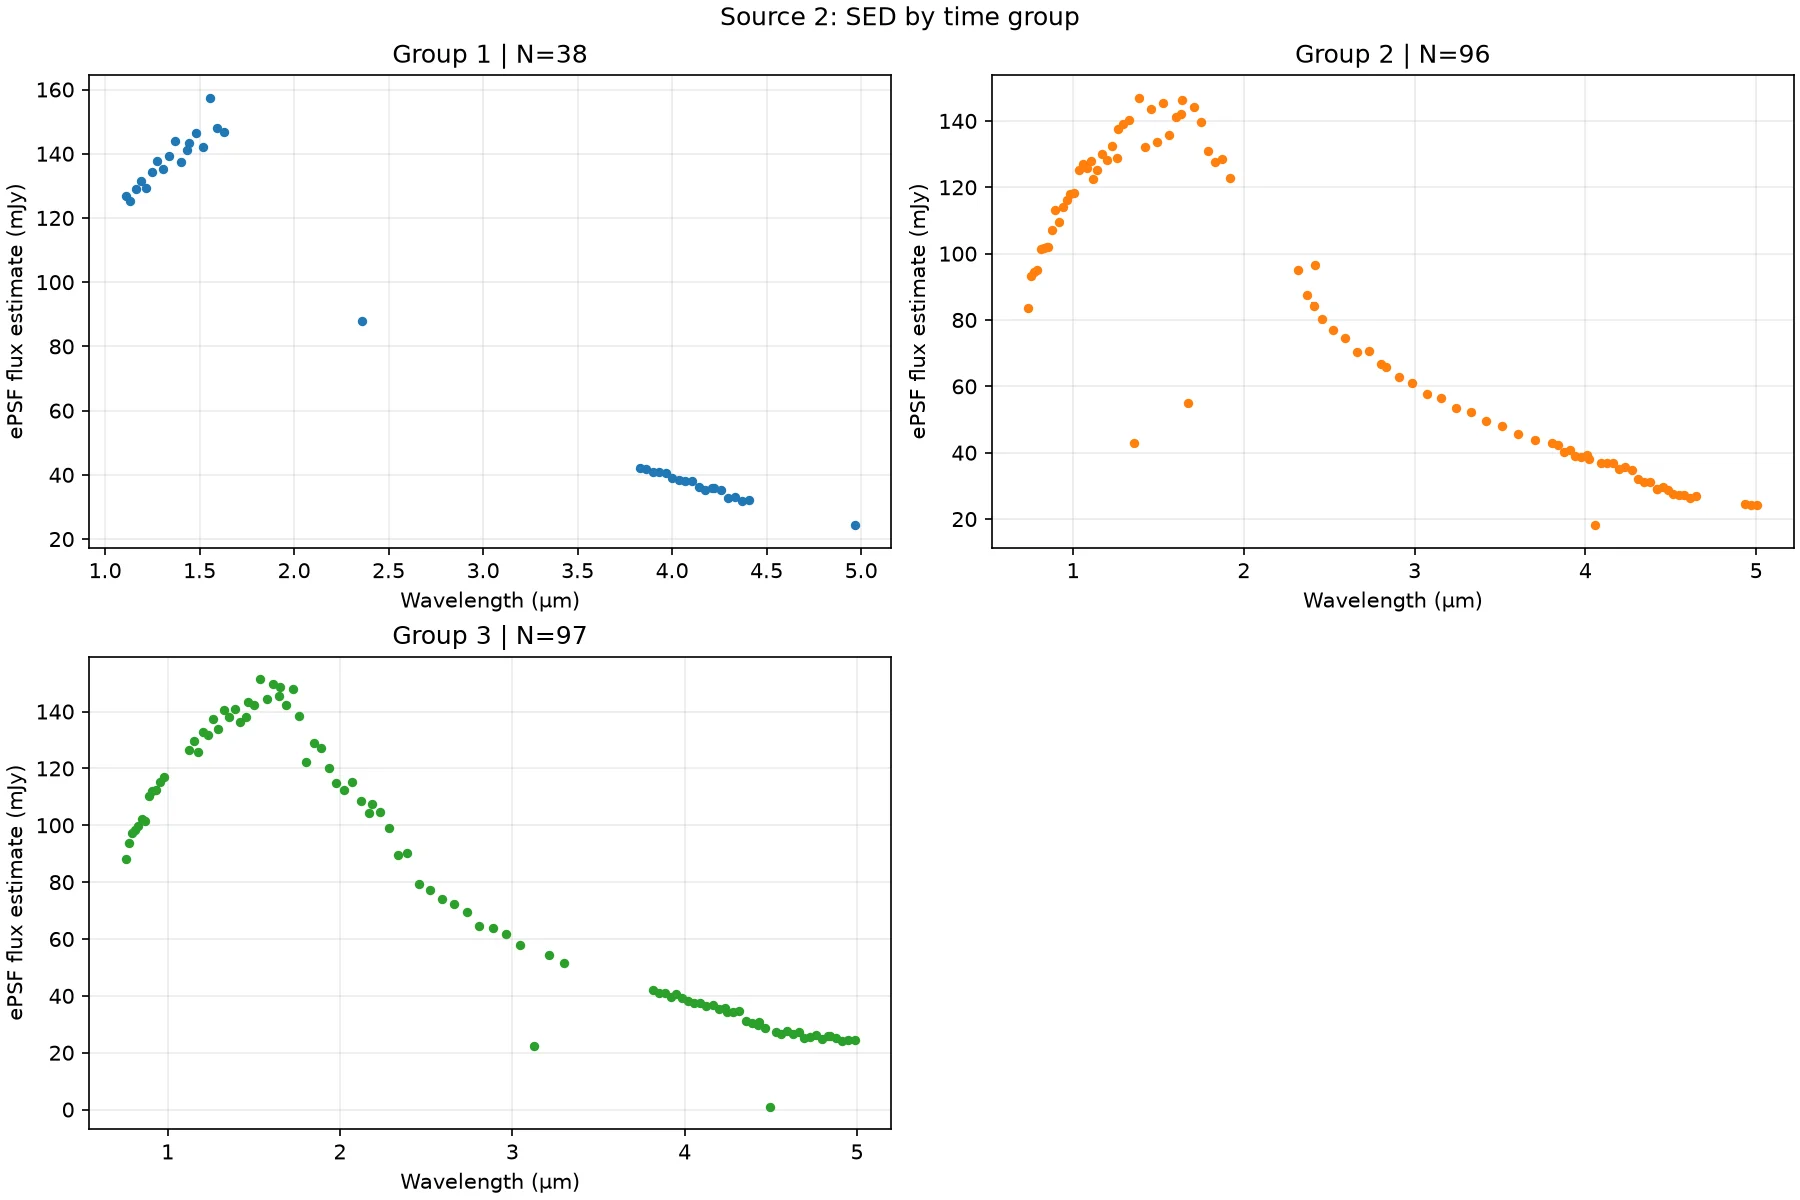 Source 2: SED by time group
Group 1 | N=38
160
140
120
100
80
60
40
20
ePSF flux estimate (mJy)
1.0 1.5 2.0 2.5 3.0 3.5 4.0 4.5 5.0
Wavelength (µm)
Group 2 | N=96
140
120
100
80
60
40
20
ePSF flux estimate (mJy)
1 2 3 4 5
Wavelength (µm)
Group 3 | N=97
140
120
100
80
60
40
20
0
ePSF flux estimate (mJy)
1 2 3 4 5
Wavelength (µm)